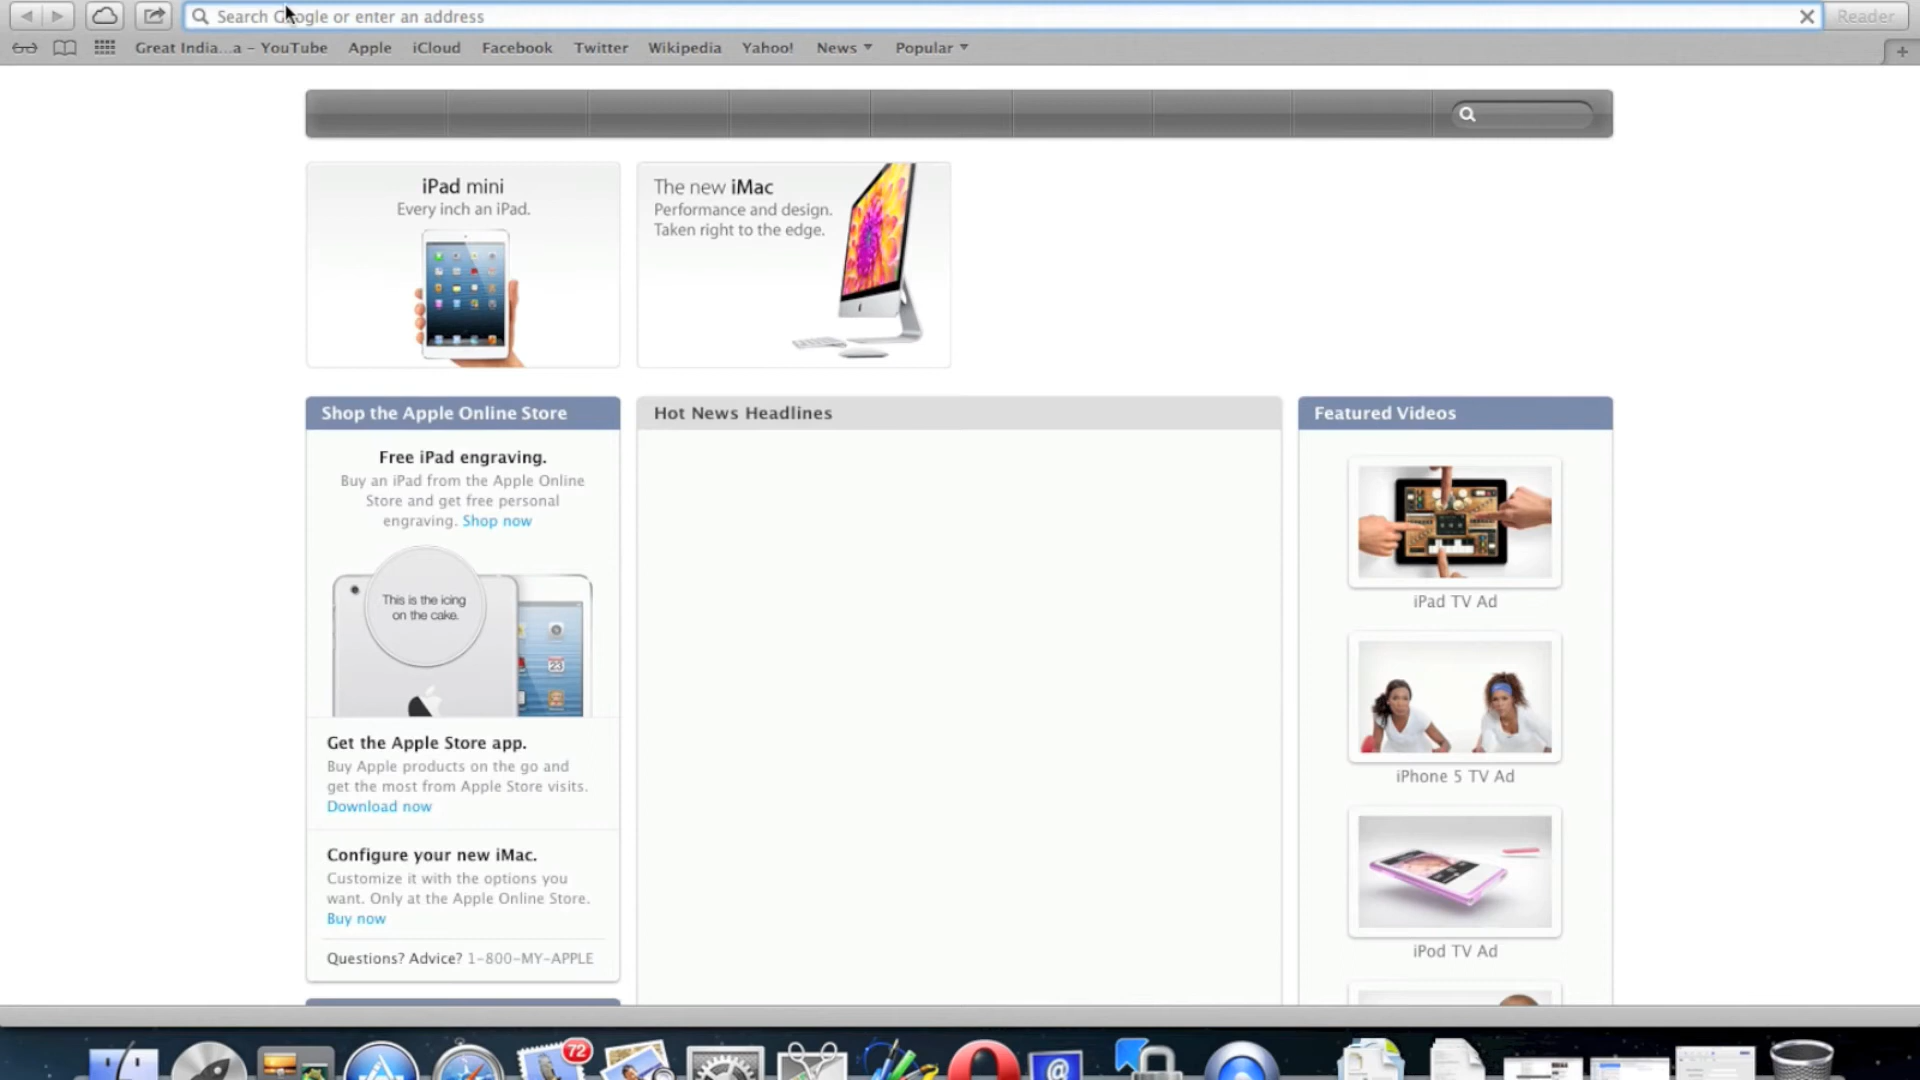 Search Google or enter an address
Reader
Great India...a - YouTube Apple iCloud Facebook Twitter Wikipedia Yahoo! News Popular
iPad mini
Every inch an iPad.
The new iMac
Performance and design.
Taken right to the edge.
Shop the Apple Online Store
Free iPad engraving.
Buy an iPad from the Apple Online
Store and get free personal
engraving. Shop now
This is the icing
on the cake.
23
Get the Apple Store app.
Buy Apple products on the go and
get the most from Apple Store visits.
Download now
Configure your new iMac.
Customize it with the options you
want. Only at the Apple Online Store.
Buy now
Questions? Advice? 1-800-MY-APPLE
Hot News Headlines
Featured Videos
iPad TV Ad
iPhone 5 TV Ad
iPod TV Ad
72
@